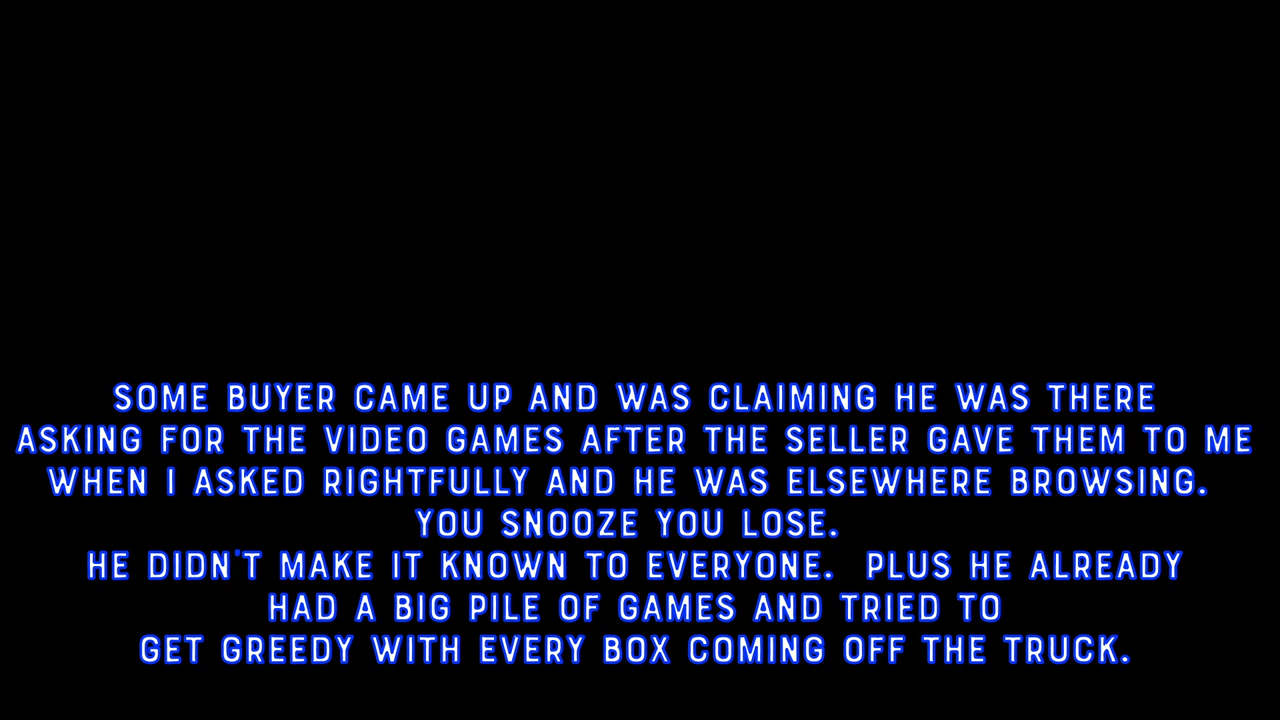 SOME BUYER CAME UP AND WAS CLAIMING HE WAS THERE
ASKING FOR THE VIDEO GAMES AFTER THE SELLER GAVE THEM TO ME
WHEN I ASKED RIGHTFULLY AND HE WAS ELSEWHERE BROWSING.
YOU SNOOZE YOU LOSE.
HE DIDN'T MAKE IT KNOWN TO EVERYONE.  PLUS HE ALREADY
HAD A BIG PILE OF GAMES AND TRIED TO
GET GREEDY WITH EVERY BOX COMING OFF THE TRUCK.